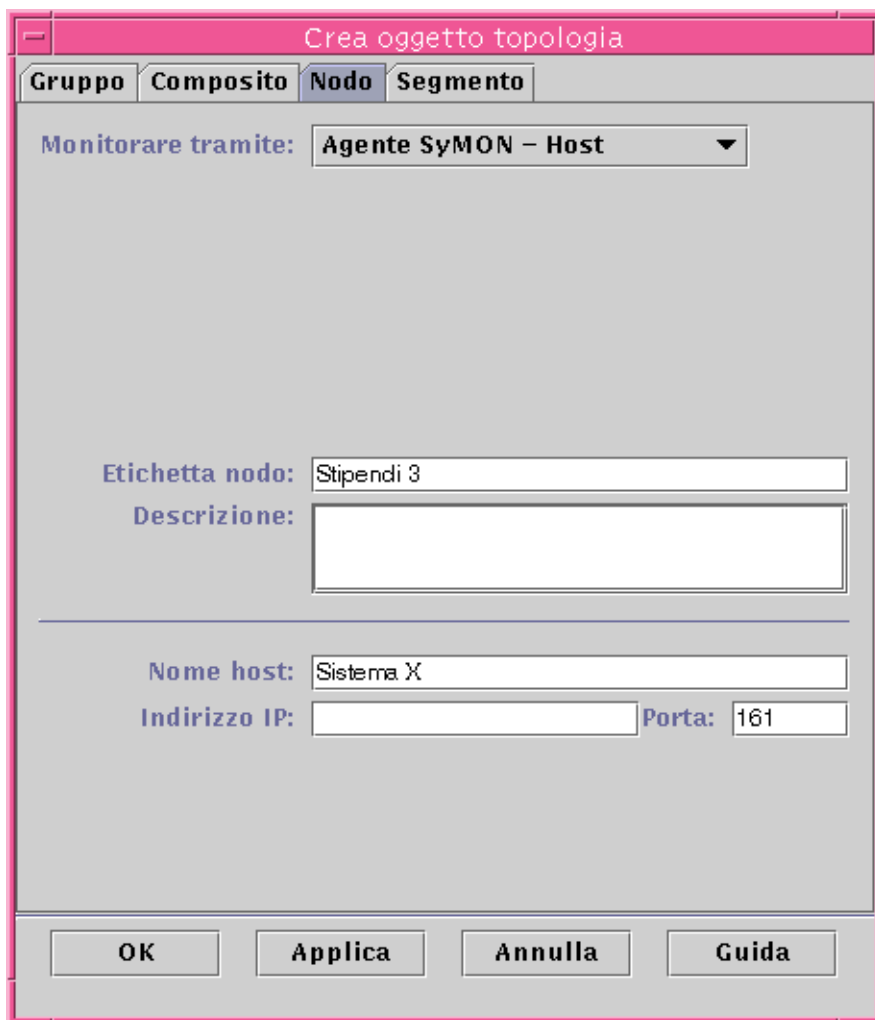 Crea oggetto topologia
Gruppo Composito Nodo Segmento
Monitorare tramite: Agente SyMON – Host
Etichetta nodo: Stipendi 3
Descrizione:
Nome host: Sistema X
Indirizzo IP: Porta: 161
OK Applica Annulla Guida